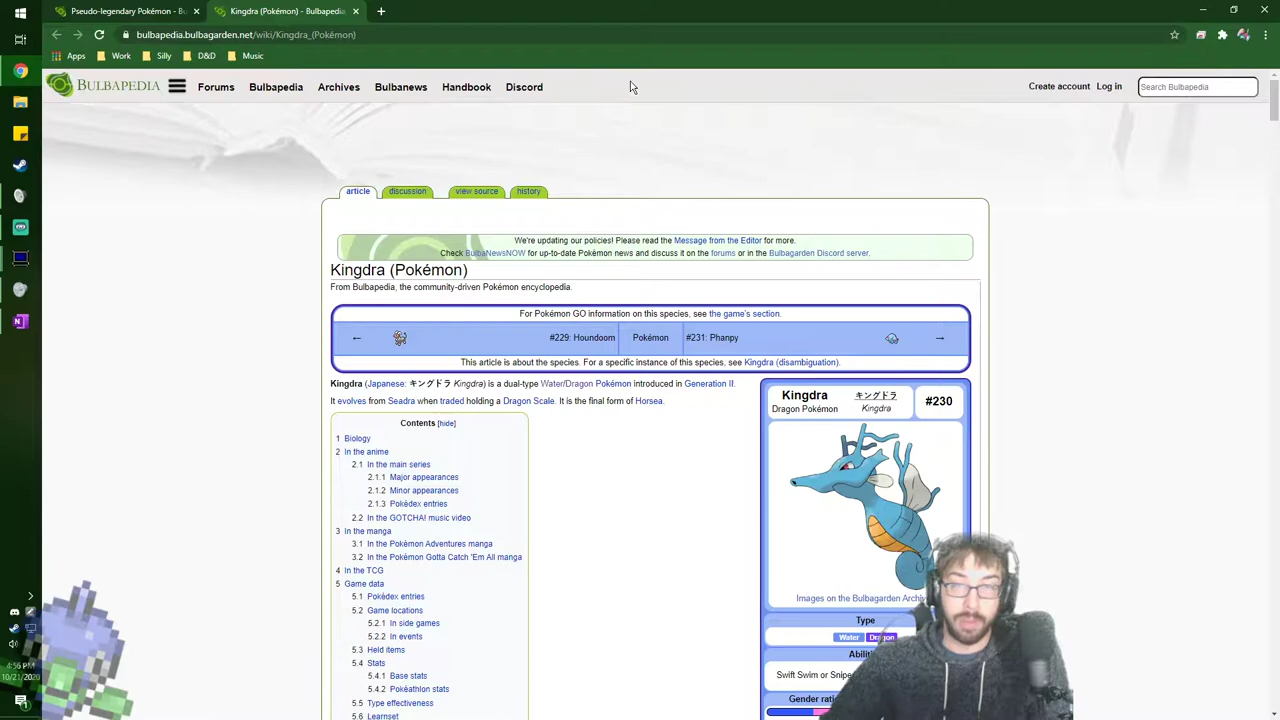 Pseudo-legendary Pokémon - Bu
Kingdra (Pokémon) - Bulbapedia,
bulbapedia.bulbagarden.net/wiki/Kingdra_(Pokémon)
Apps
Work
Silly
D&D
Music
BULBAPEDIA
Forums
Bulbapedia
Archives
Bulbanews
Handbook
Discord
Create account
Log in
Search Bulbapedia
article
discussion
view source
history
We're updating our policies! Please read the Message from the Editor for more.
Check BulbaNewsNOW for up-to-date Pokémon news and discuss it on the forums or in the Bulbagarden Discord server.
Kingdra (Pokémon)
From Bulbapedia, the community-driven Pokémon encyclopedia.
For Pokémon GO information on this species, see the game's section.
← #229: Houndoom Pokémon #231: Phanpy →
This article is about the species. For a specific instance of this species, see Kingdra (disambiguation).
Kingdra (Japanese: キングドラ Kingdra) is a dual-type Water/Dragon Pokémon introduced in Generation II.
It evolves from Seadra when traded holding a Dragon Scale. It is the final form of Horsea.
Contents [hide]
1 Biology
2 In the anime
2.1 In the main series
2.1.1 Major appearances
2.1.2 Minor appearances
2.1.3 Pokédex entries
2.2 In the GOTCHA! music video
3 In the manga
3.1 In the Pokémon Adventures manga
3.2 In the Pokémon Gotta Catch 'Em All manga
4 In the TCG
5 Game data
5.1 Pokédex entries
5.2 Game locations
5.2.1 In side games
5.2.2 In events
5.3 Held items
5.4 Stats
5.4.1 Base stats
5.4.2 Pokéathlon stats
5.5 Type effectiveness
5.6 Learnset
Kingdra
Dragon Pokémon
キングドラ
Kingdra
#230
Images on the Bulbagarden Archiv
Type
Water
Dragon
Abiliti
Swift Swim or Snipe
Gender rati
4:56 PM
10/21/2020